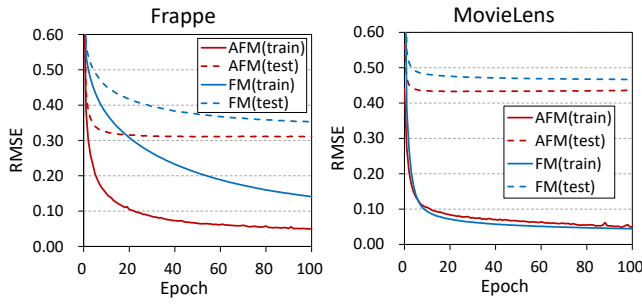 Frappe
0.60
0.50
0.40
0.30
0.20
0.10
0.00
RMSE
0
20
40
60
80
100
Epoch
AFM(train)
AFM(test)
FM(train)
FM(test)
MovieLens
0.60
0.50
0.40
0.30
0.20
0.10
0.00
RMSE
0
20
40
60
80
100
Epoch
AFM(train)
AFM(test)
FM(train)
FM(test)